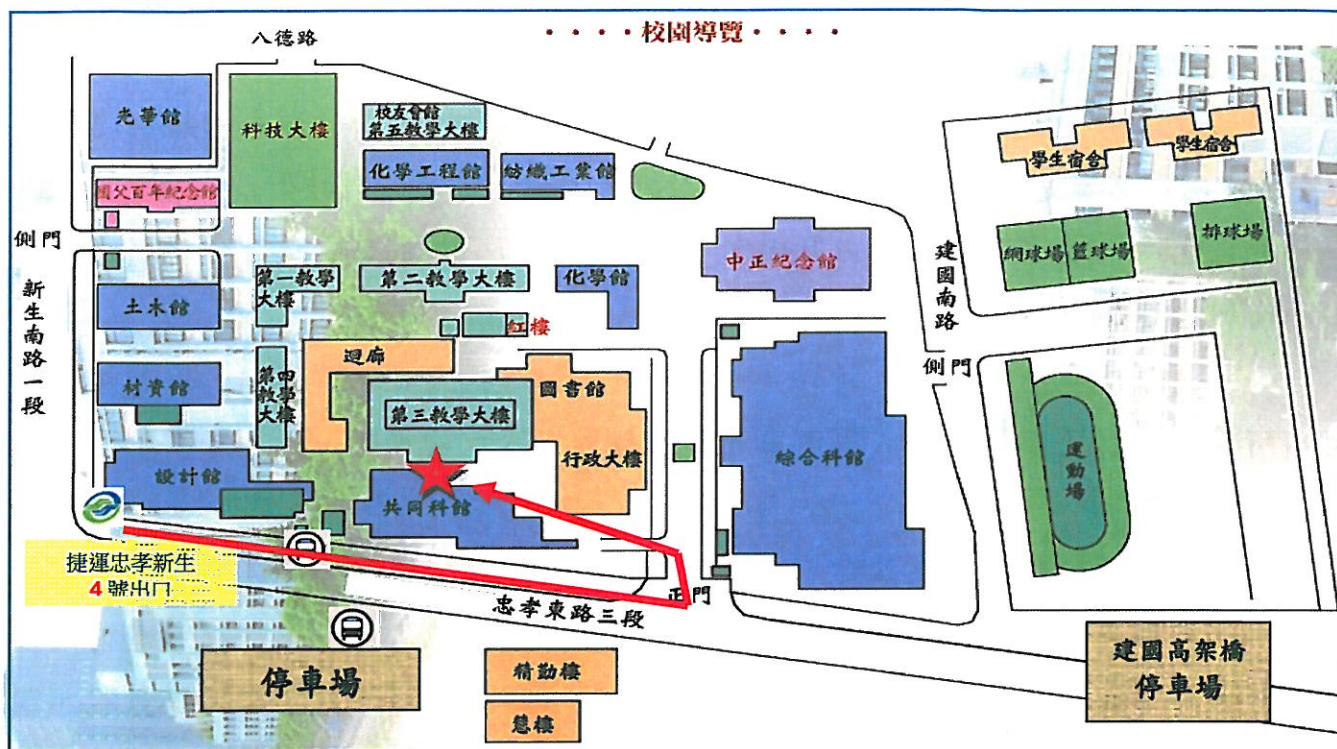 ・・・・校園導覽・・・・
八德路
光華館
科技大樓
校友會館
第五教學大樓
化學工程館
紡織工業館
學生宿舍
學生宿舍
國父百年紀念館
側門
新生南路一段
第一教學
大樓
第二教學大樓
化學館
中正紀念館
建國南路
網球場
籃球場
排球場
土木館
紅樓
迴廊
材資館
第四
教學
大樓
圖書館
側門
第三教學大樓
設計館
行政大樓
綜合科館
運動場
共同科館
捷運忠孝新生
4 號出口
正門
忠孝東路三段
停車場
精勤樓
慧樓
建國高架橋
停車場